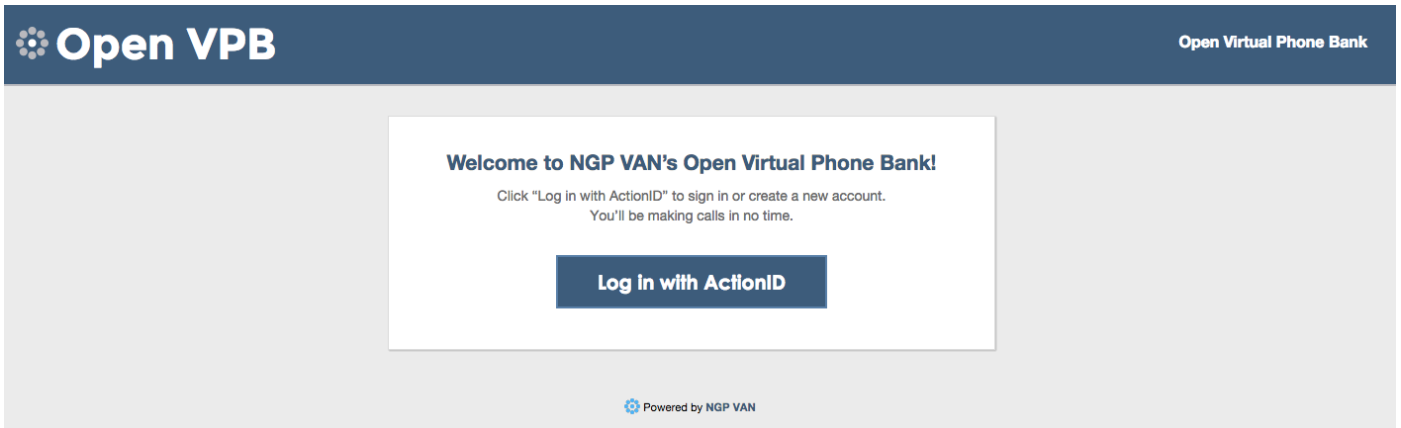 Open VPB
Open Virtual Phone Bank
Welcome to NGP VAN’s Open Virtual Phone Bank!
Click “Log in with ActionID” to sign in or create a new account.
You’ll be making calls in no time.
Log in with ActionID
Powered by NGP VAN